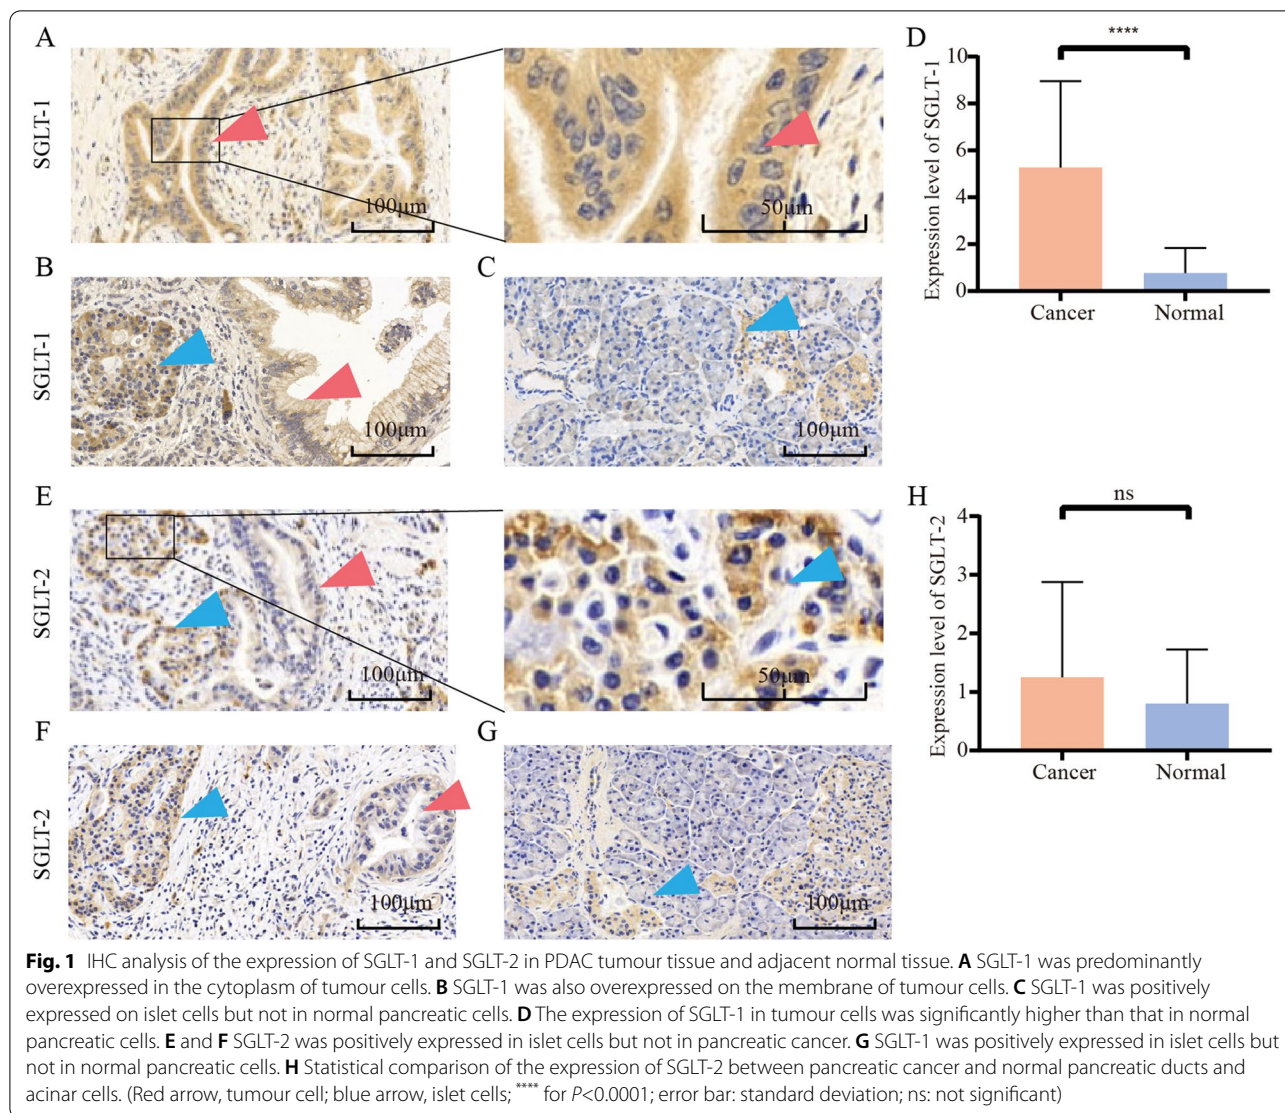 A
SGLT-1
100μm
50μm
B
SGLT-1
100μm
C
100μm
D
****
Expression level of SGLT-1
10
8
6
4
2
0
Cancer Normal
E
SGLT-2
100μm
50μm
F
SGLT-2
100μm
G
100μm
H
ns
Expression level of SGLT-2
4
3
2
1
0
Cancer Normal
Fig. 1 IHC analysis of the expression of SGLT-1 and SGLT-2 in PDAC tumour tissue and adjacent normal tissue. A SGLT-1 was predominantly
overexpressed in the cytoplasm of tumour cells. B SGLT-1 was also overexpressed on the membrane of tumour cells. C SGLT-1 was positively
expressed on islet cells but not in normal pancreatic cells. D The expression of SGLT-1 in tumour cells was significantly higher than that in normal
pancreatic cells. E and F SGLT-2 was positively expressed in islet cells but not in pancreatic cancer. G SGLT-1 was positively expressed in islet cells but
not in normal pancreatic cells. H Statistical comparison of the expression of SGLT-2 between pancreatic cancer and normal pancreatic ducts and
acinar cells. (Red arrow, tumour cell; blue arrow, islet cells; **** for P<0.0001; error bar: standard deviation; ns: not significant)